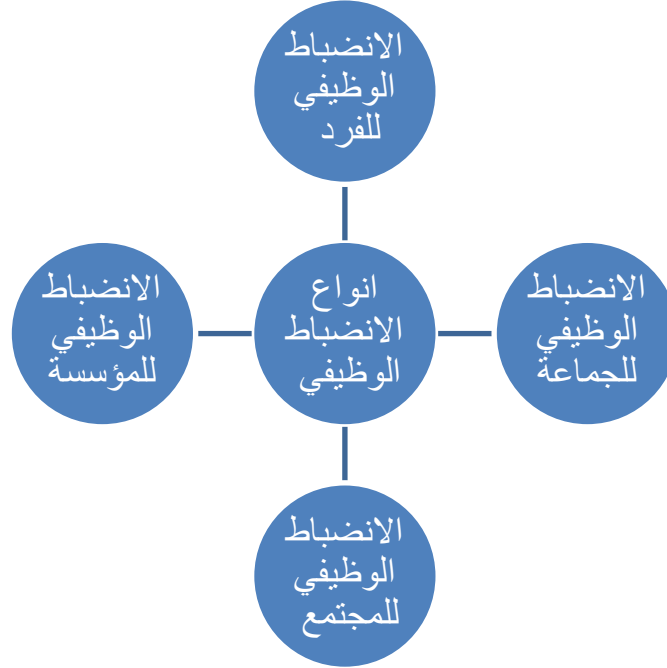 الانضباط
الوظيفي
للفرد
انواع
الانضباط
الوظيفي
الانضباط
الوظيفي
للجماعة
الانضباط
الوظيفي
للمؤسسة
الانضباط
الوظيفي
للمجتمع